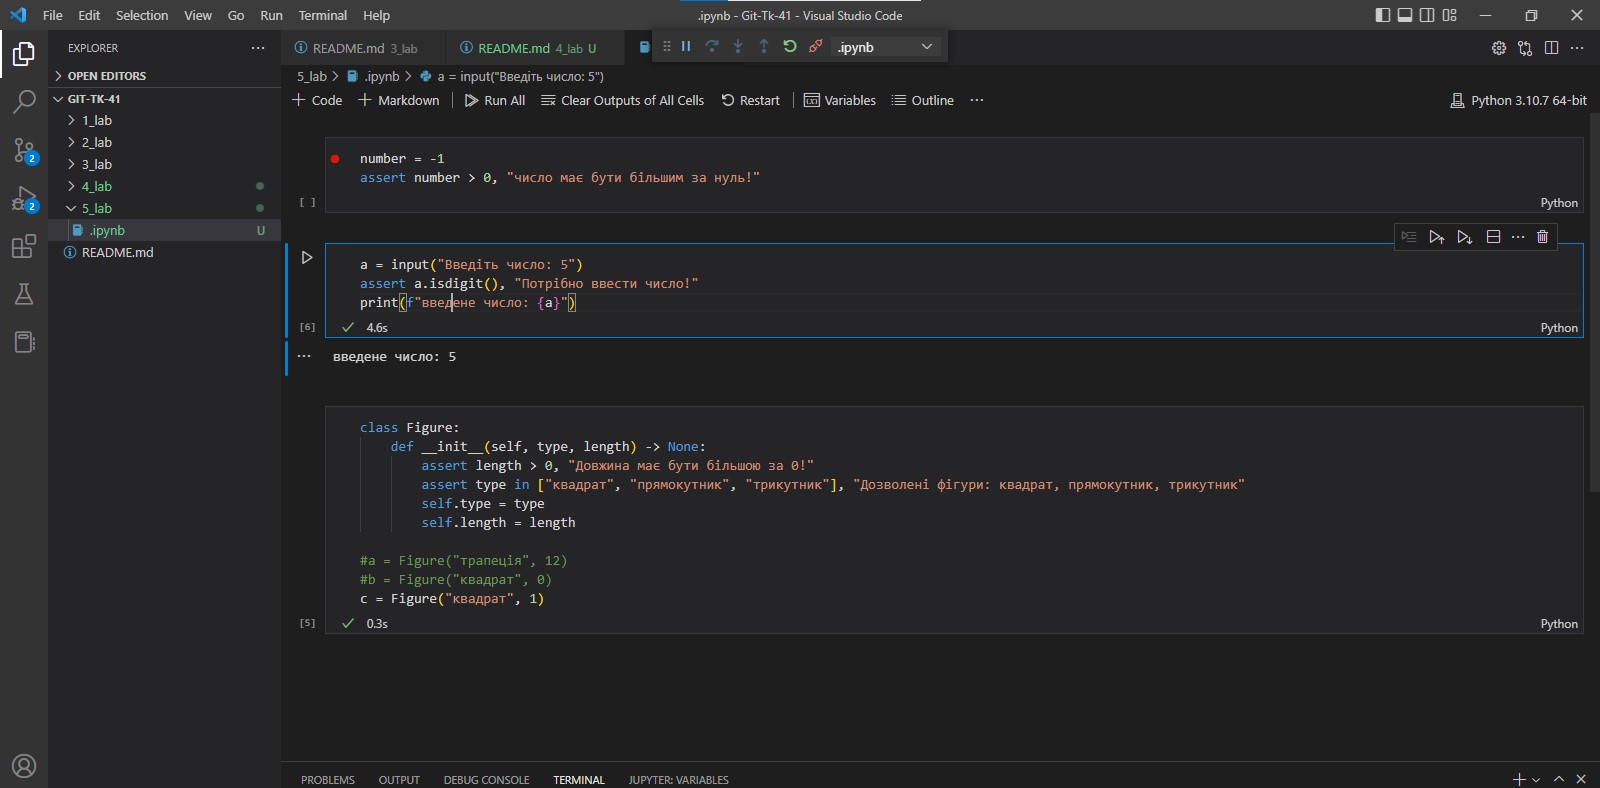 File Edit Selection View Go Run Terminal Help
.ipynb - Git-Tk-41 - Visual Studio Code
EXPLORER
OPEN EDITORS
GIT-TK-41
1_lab
2_lab
3_lab
4_lab
5_lab
.ipynb U
README.md
2
2
README.md 3_lab
README.md 4_lab U
.ipynb
5_lab > .ipynb > a = input("Введіть число: 5")
Code Markdown Run All Clear Outputs of All Cells Restart Variables Outline ...
Python 3.10.7 64-bit
number = -1
assert number > 0, "число має бути більшим за нуль!"
[ ]
Python
a = input("Введіть число: 5")
assert a.isdigit(), "Потрібно ввести число!"
print(f"введене число: {a}")
[6] 4.6s
Python
введене число: 5
class Figure:
def __init__(self, type, length) -> None:
assert length > 0, "Довжина має бути більшою за 0!"
assert type in ["квадрат", "прямокутник", "трикутник"], "Дозволені фігури: квадрат, прямокутник, трикутник"
self.type = type
self.length = length
#a = Figure("трапеція", 12)
#b = Figure("квадрат", 0)
c = Figure("квадрат", 1)
[5] 0.3s
Python
PROBLEMS OUTPUT DEBUG CONSOLE TERMINAL JUPYTER: VARIABLES